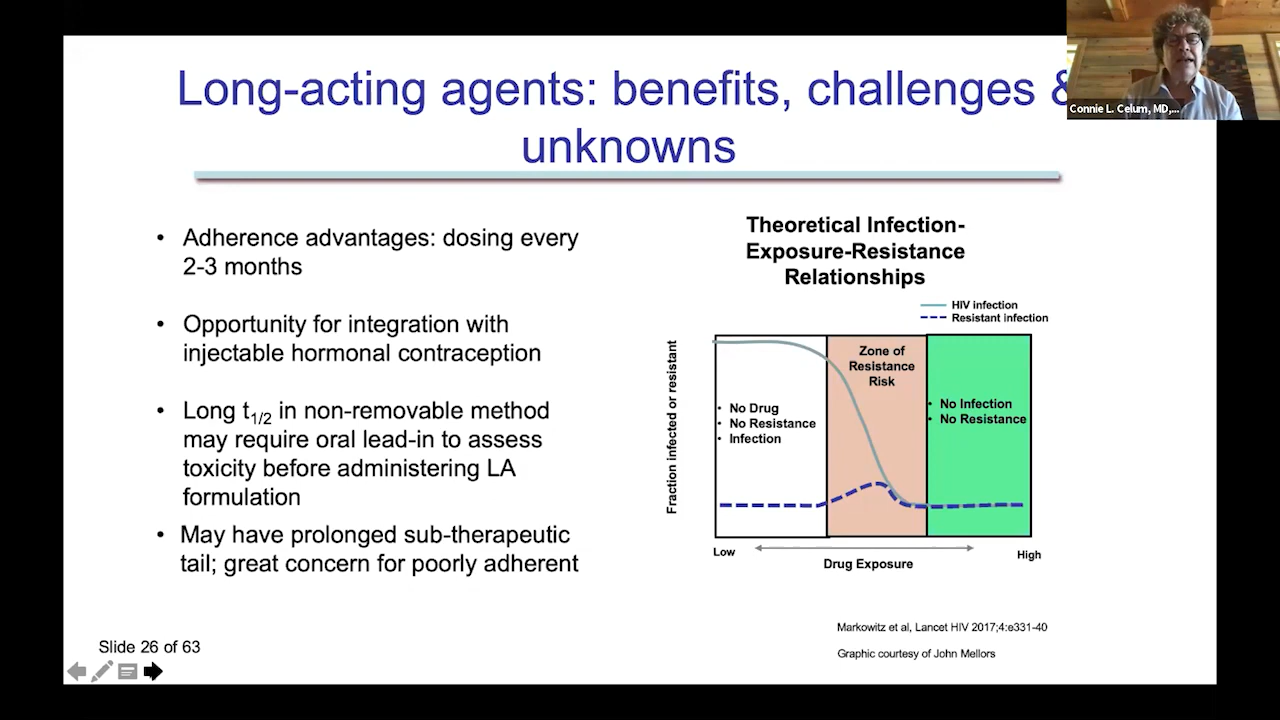 Long-acting agents: benefits, challenges &
unknowns
Connie L. Celum, MD,...
• Adherence advantages: dosing every
2-3 months
• Opportunity for integration with
injectable hormonal contraception
• Long t1/2 in non-removable method
may require oral lead-in to assess
toxicity before administering LA
formulation
• May have prolonged sub-therapeutic
tail; great concern for poorly adherent
Theoretical Infection-
Exposure-Resistance
Relationships
HIV infection
Resistant infection
Fraction infected or resistant
• No Drug
• No Resistance
• Infection
Zone of
Resistance
Risk
• No Infection
• No Resistance
Low
High
Drug Exposure
Markowitz et al, Lancet HIV 2017;4:e331-40
Graphic courtesy of John Mellors
Slide 26 of 63